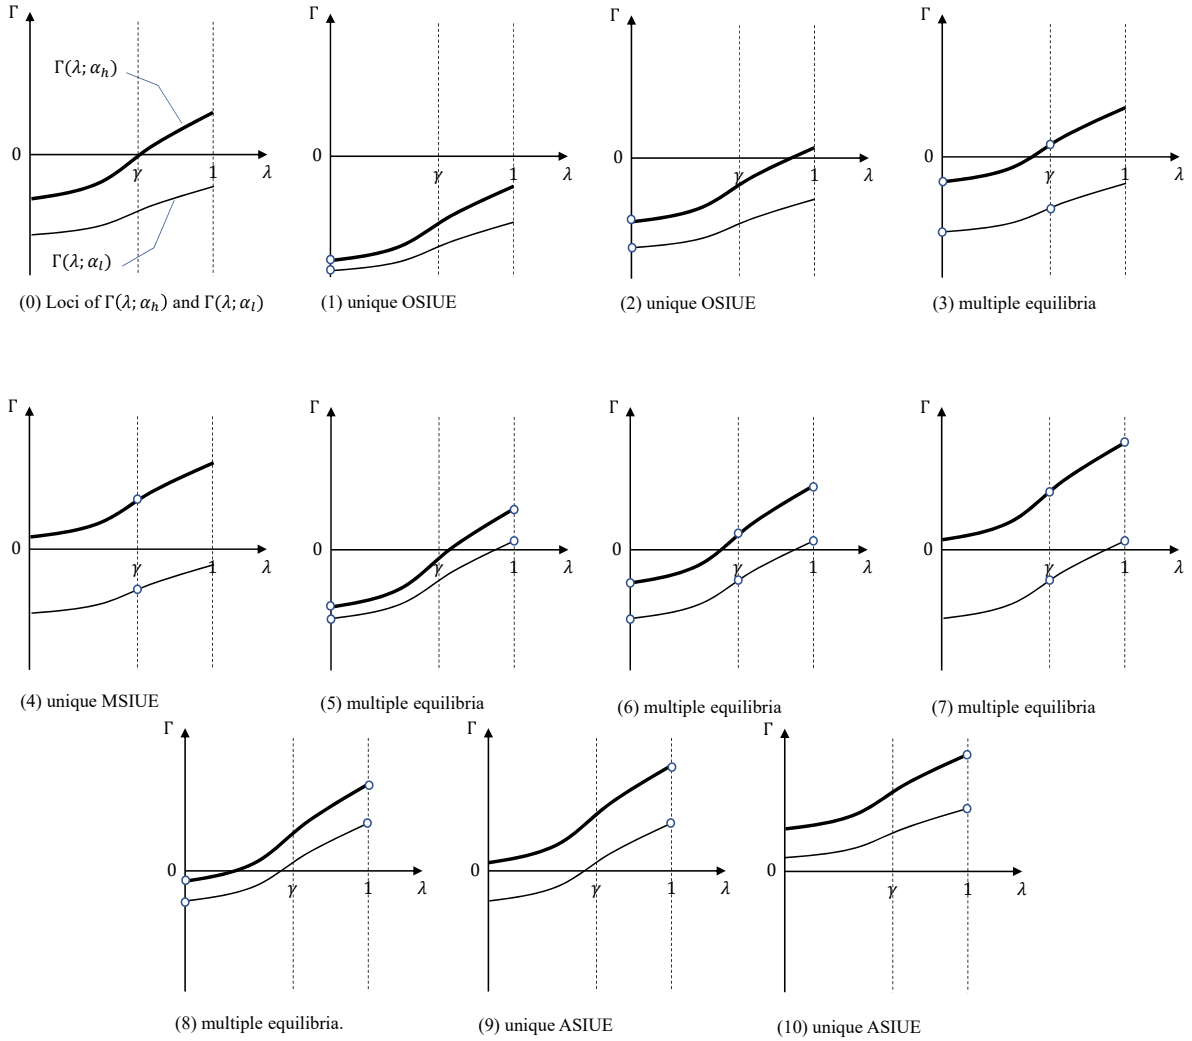 Γ Γ Γ Γ
Γ(λ; α_h)
0 γ 1 λ 0 γ 1 λ 0 γ 1 λ 0 γ 1 λ
Γ(λ; α_l)
(0) Loci of Γ(λ; α_h) and Γ(λ; α_l) (1) unique OSIUE (2) unique OSIUE (3) multiple equilibria
Γ Γ Γ Γ
0 γ 1 λ 0 γ 1 λ 0 γ 1 λ 0 γ 1 λ
(4) unique MSIUE (5) multiple equilibria (6) multiple equilibria (7) multiple equilibria
Γ Γ Γ
0 γ 1 λ 0 γ 1 λ 0 γ 1 λ
(8) multiple equilibria. (9) unique ASIUE (10) unique ASIUE